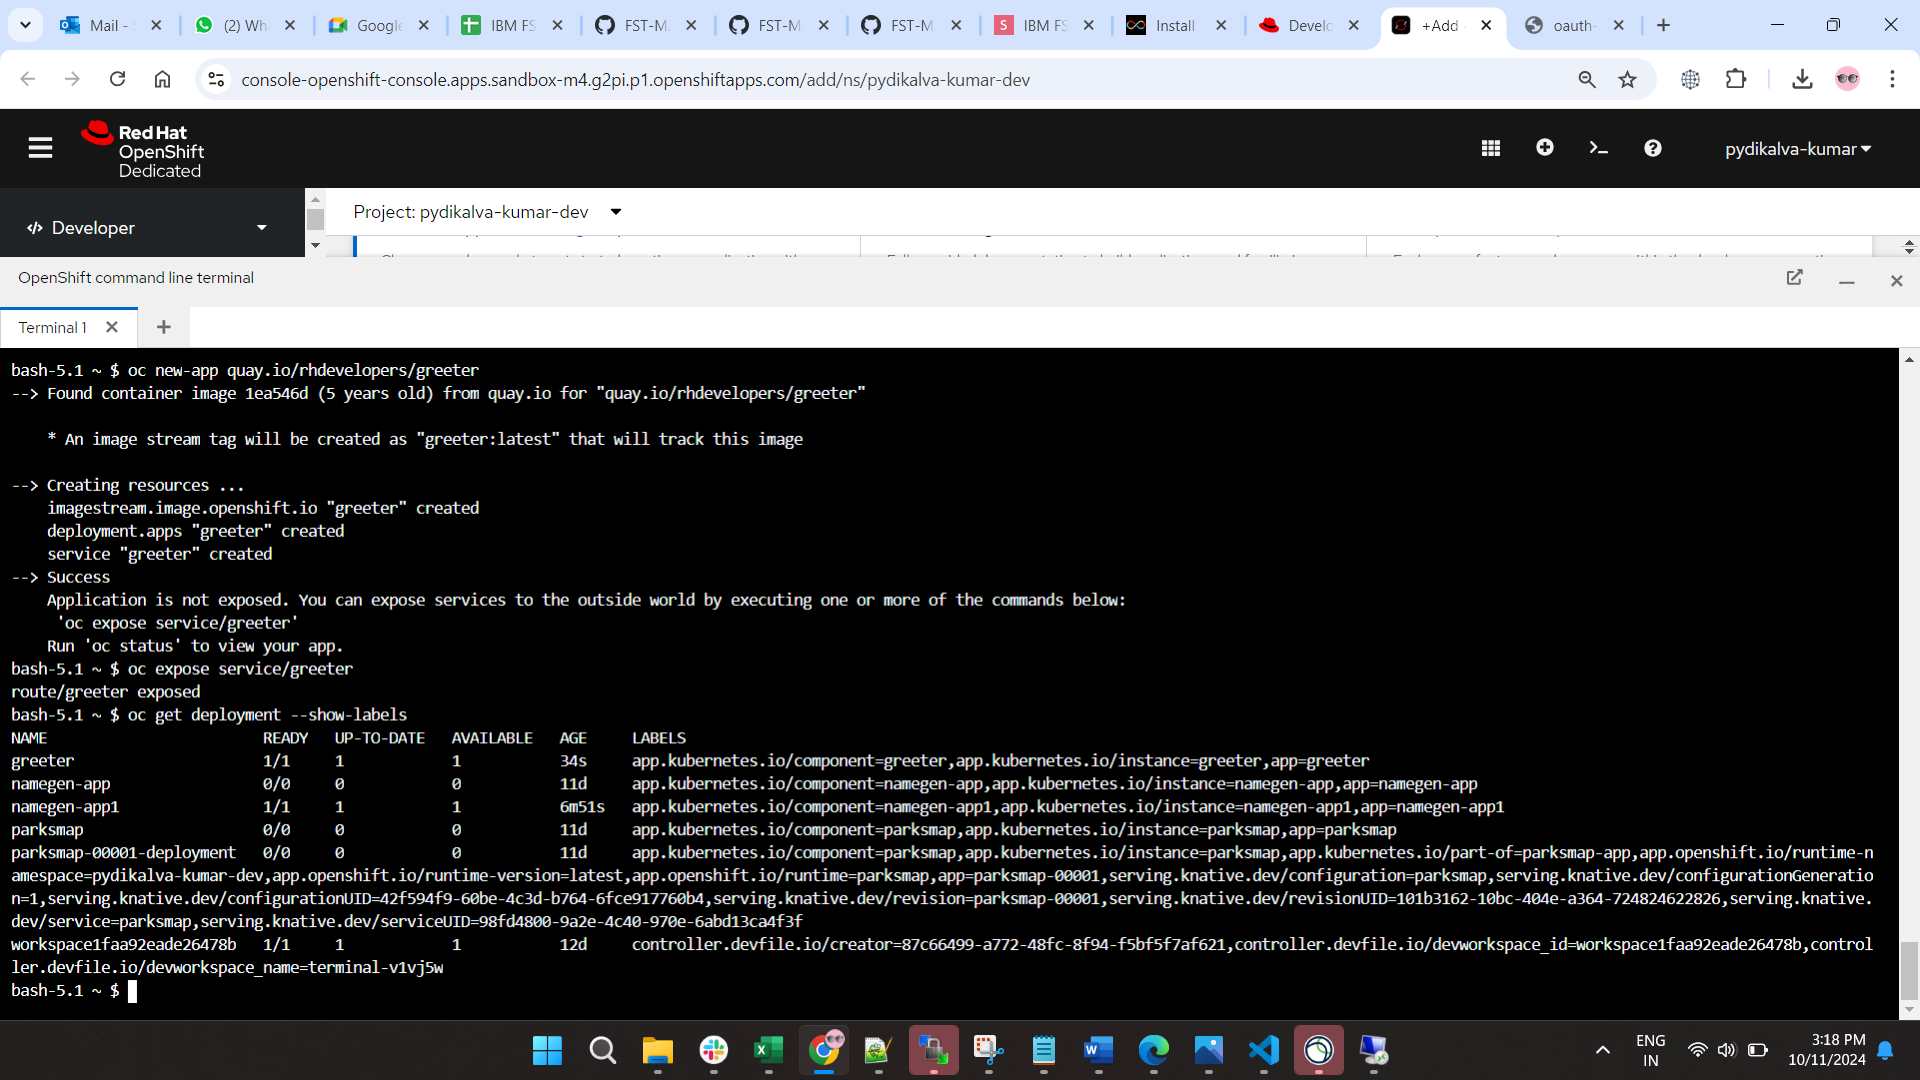 Mail - S
(2) Wh
Google
IBM FS
FST-M
FST-M
FST-M
S
IBM FS
Install
Develo
+Add
oauth-
console-openshift-console.apps.sandbox-m4.g2pi.p1.openshiftapps.com/add/ns/pydikalva-kumar-dev
Red Hat
OpenShift
Dedicated
pydikalva-kumar
Developer
Project: pydikalva-kumar-dev
OpenShift command line terminal
Terminal 1
bash-5.1 ~ $ oc new-app quay.io/rhdevelopers/greeter
--> Found container image 1ea546d (5 years old) from quay.io for "quay.io/rhdevelopers/greeter"
* An image stream tag will be created as "greeter:latest" that will track this image
--> Creating resources ...
imagestream.image.openshift.io "greeter" created
deployment.apps "greeter" created
service "greeter" created
--> Success
Application is not exposed. You can expose services to the outside world by executing one or more of the commands below:
'oc expose service/greeter'
Run 'oc status' to view your app.
bash-5.1 ~ $ oc expose service/greeter
route/greeter exposed
bash-5.1 ~ $ oc get deployment --show-labels
NAME READY UP-TO-DATE AVAILABLE AGE LABELS
greeter 1/1 1 1 34s app.kubernetes.io/component=greeter,app.kubernetes.io/instance=greeter,app=greeter
namegen-app 0/0 0 0 11d app.kubernetes.io/component=namegen-app,app.kubernetes.io/instance=namegen-app,app=namegen-app
namegen-app1 1/1 1 1 6m51s app.kubernetes.io/component=namegen-app1,app.kubernetes.io/instance=namegen-app1,app=namegen-app1
parksmap 0/0 0 0 11d app.kubernetes.io/component=parksmap,app.kubernetes.io/instance=parksmap,app=parksmap
parksmap-00001-deployment 0/0 0 0 11d app.kubernetes.io/component=parksmap,app.kubernetes.io/instance=parksmap,app.kubernetes.io/part-of=parksmap-app,app.openshift.io/runtime-n
amespace=pydikalva-kumar-dev,app.openshift.io/runtime-version=latest,app.openshift.io/runtime=parksmap,app=parksmap-00001,serving.knative.dev/configuration=parksmap,serving.knative.dev/configurationGeneratio
n=1,serving.knative.dev/configurationUID=42f594f9-60be-4c3d-b764-6fce917760b4,serving.knative.dev/revision=parksmap-00001,serving.knative.dev/revisionUID=101b3162-10bc-404e-a364-724824622826,serving.knative.
dev/service=parksmap,serving.knative.dev/serviceUID=98fd4800-9a2e-4c40-970e-6abd13ca4f3f
workspace1faa92eade26478b 1/1 1 1 12d controller.devfile.io/creator=87c66499-a772-48fc-8f94-f5bf5f7af621,controller.devfile.io/devworkspace_id=workspace1faa92eade26478b,control
ler.devfile.io/devworkspace_name=terminal-v1vj5w
bash-5.1 ~ $
ENG
IN
3:18 PM
10/11/2024